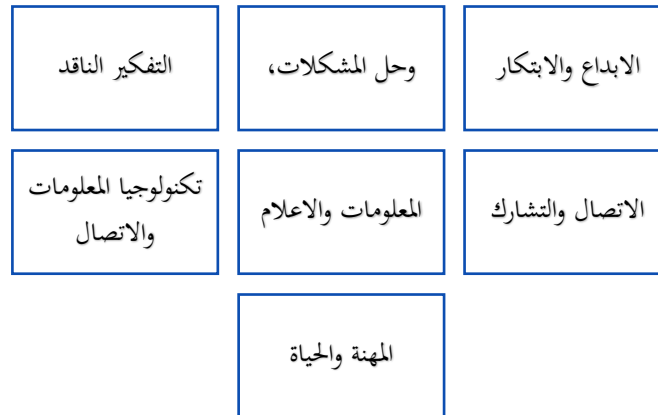 الابداع والابتكار
وحل المشكلات،
التفكير الناقد
الاتصال والتشارك
المعلومات والاعلام
تكنولوجيا المعلومات
والاتصال
المهنة والحياة